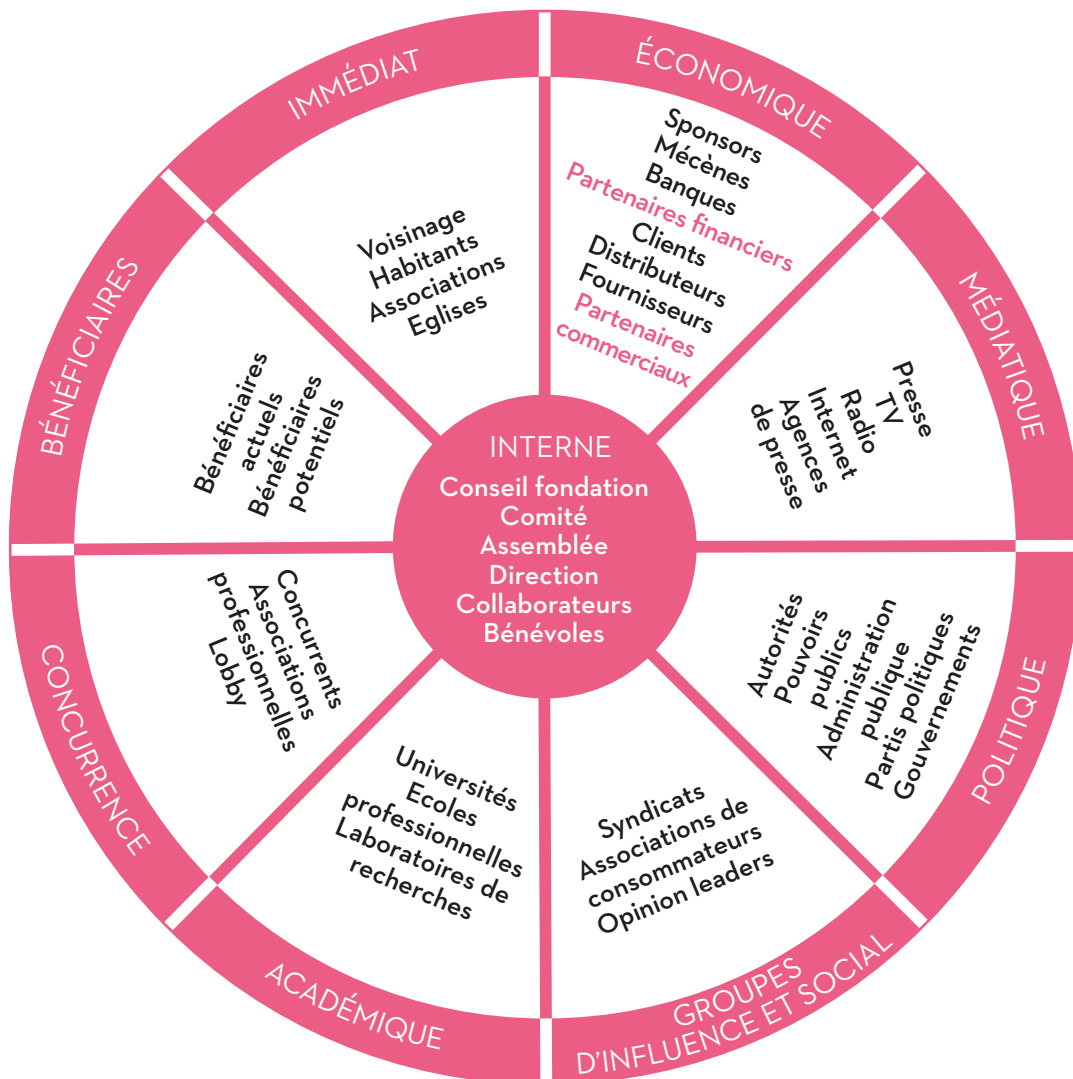 IMMÉDIAT
Voisinage
Habitants
Associations
Eglises
ÉCONOMIQUE
Sponsors
Mécènes
Banques
Partenaires financiers
Clients
Distributeurs
Fournisseurs
Partenaires
commerciaux
MÉDIATIQUE
Presse
TV
Radio
Internet
Agences
de presse
POLITIQUE
Autorités
Pouvoirs
publics
Administration
publique
Partis politiques
Gouvernements
GROUPES
D'INFLUENCE ET SOCIAL
Syndicats
Associations de
consommateurs
Opinion leaders
ACADÉMIQUE
Universités
Ecoles
professionnelles
Laboratoires de
recherches
CONCURRENCE
Concurrents
Associations
professionnelles
Lobby
BÉNÉFICIAIRES
Bénéficiaires
actuels
Bénéficiaires
potentiels
INTERNE
Conseil fondation
Comité
Assemblée
Direction
Collaborateurs
Bénévoles